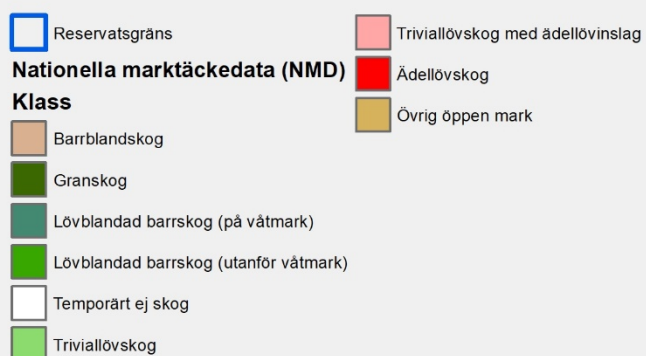 Reservatsgräns
Nationella marktäckedata (NMD)
Klass
Barrblandskog
Granskog
Lövblandad barrskog (på våtmark)
Lövblandad barrskog (utanför våtmark)
Temporärt ej skog
Triviallövskog
Triviallövskog med ädellövinslag
Ädellövskog
Övrig öppen mark